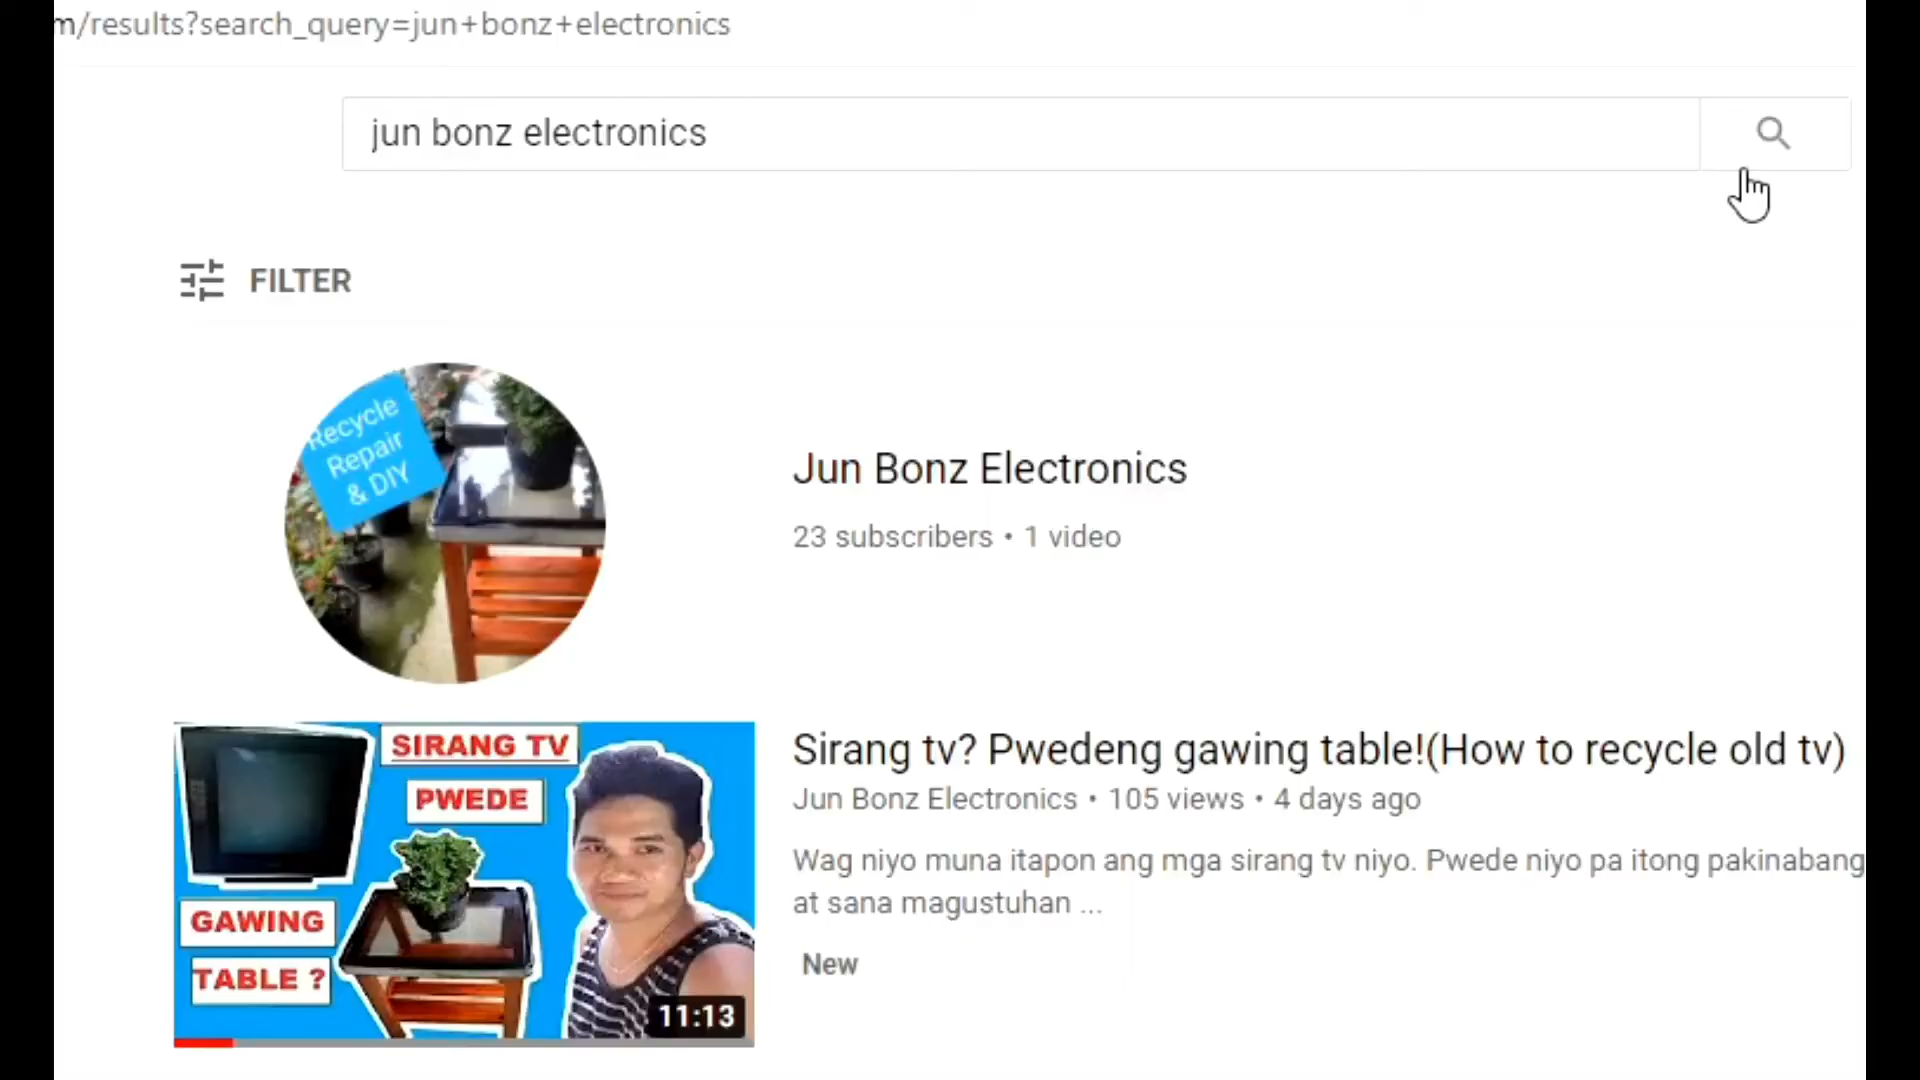 m/results?search_query=jun+bonz+electronics
jun bonz electronics
FILTER
Recycle
Repair
& DIY
Jun Bonz Electronics
23 subscribers • 1 video
SIRANG TV
PWEDE
GAWING
TABLE ?
11:13
Sirang tv? Pwedeng gawing table!(How to recycle old tv)
Jun Bonz Electronics • 105 views • 4 days ago
Wag niyo muna itapon ang mga sirang tv niyo. Pwede niyo pa itong pakinabang
at sana magustuhan ...
New